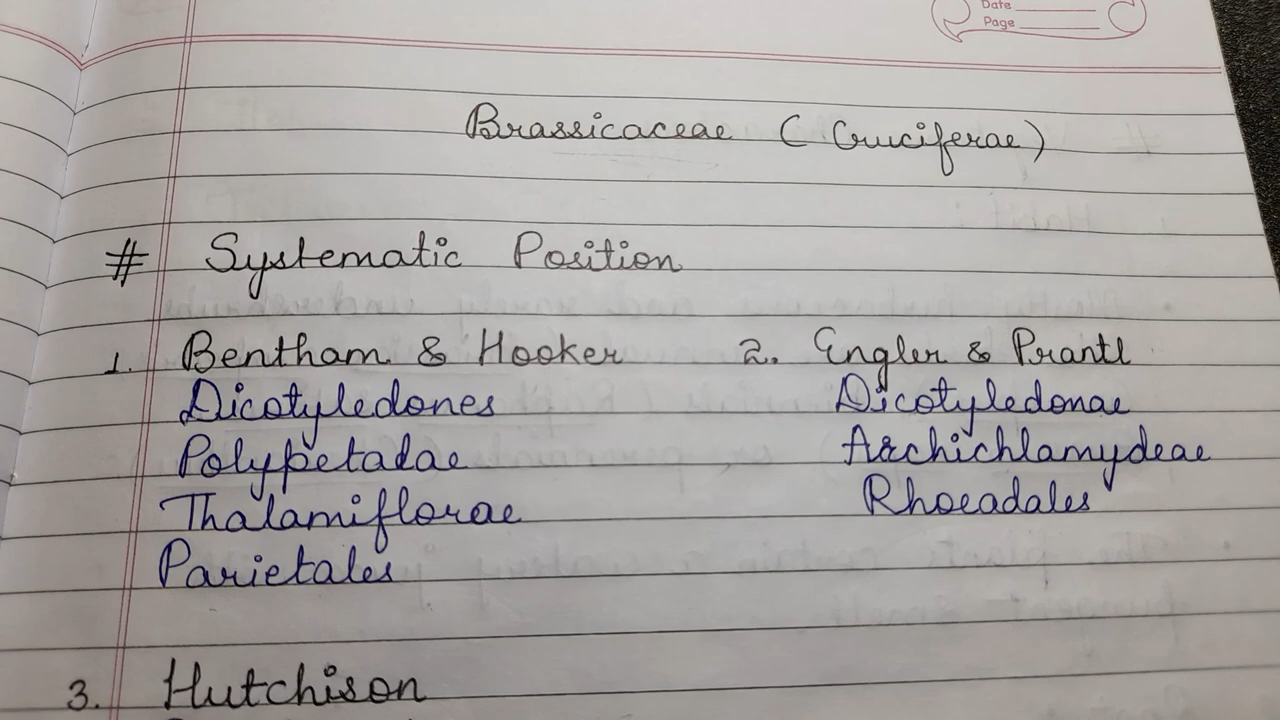 Date
Page
Brassicaceae ( Cruciferae )
# Systematic Position
1. Bentham & Hooker
Dicotyledones
Polypetadae
Thalamiflorae
Parietales
2. Engler & Prantl
Dicotyledonae
Archichlamydeae
Rhoeadales
3. Hutchison